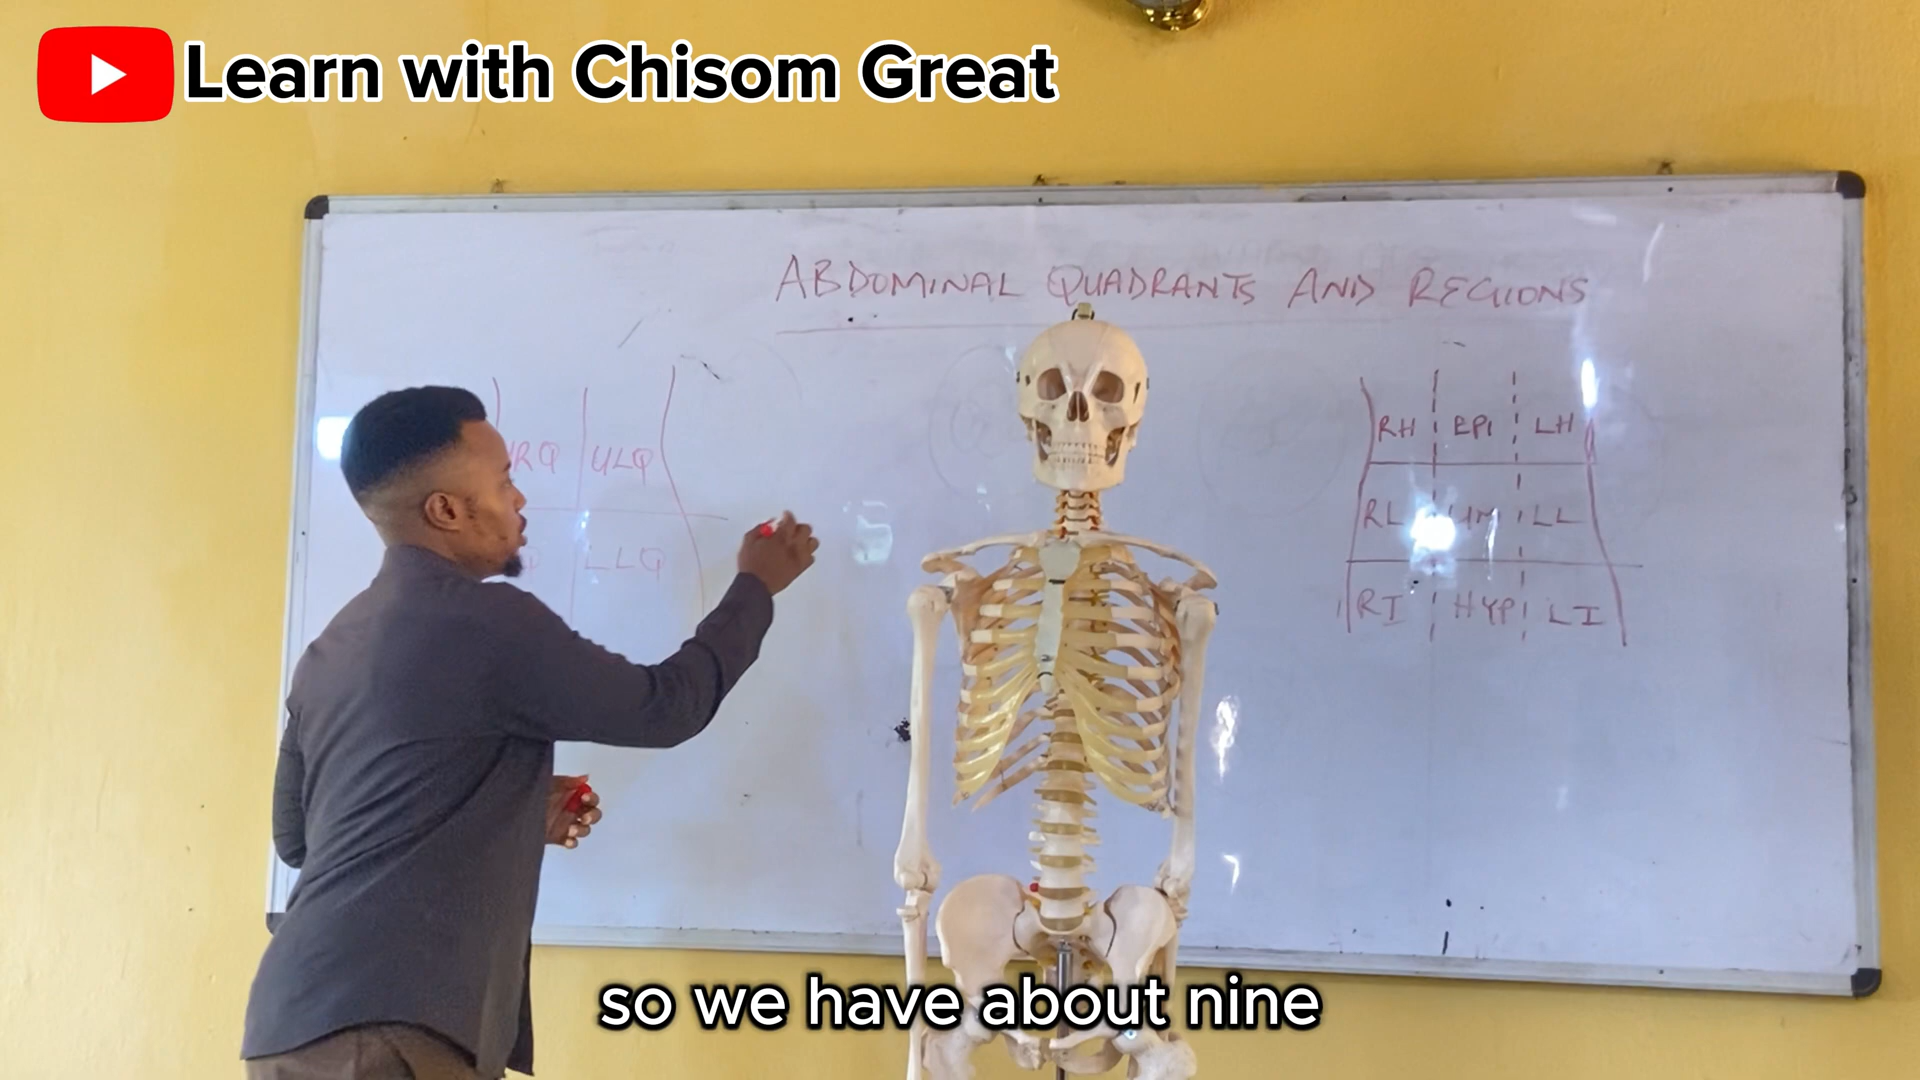 Learn with Chisom Great
ABDOMINAL QUADRANTS AND REGIONS
RH EPI LH
URQ ULQ
RL UM LL
LLQ
RI HYP LI
so we have about nine